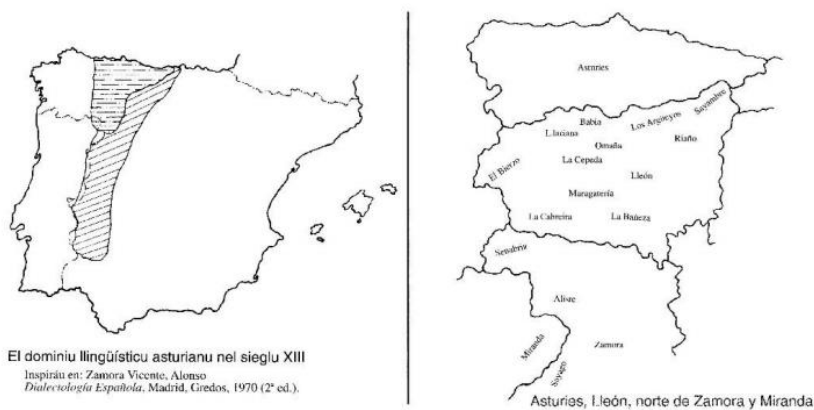 El dominiu llingüísticu asturianu nel sieglu XIII
Inspiráu en: Zamora Vicente, Alonso
Dialectología Española, Madrid, Gredos, 1970 (2ª ed.).
Asturies
Babia
L.laciana
Los Argüeyos
Sayambre
Omaña
Riaño
El Bierzo
La Cepeda
Lleón
Maragatería
La Cabreira
La Bañeza
Senabria
Aliste
Miranda
Zamora
Sayago
Asturies, Lleón, norte de Zamora y Miranda